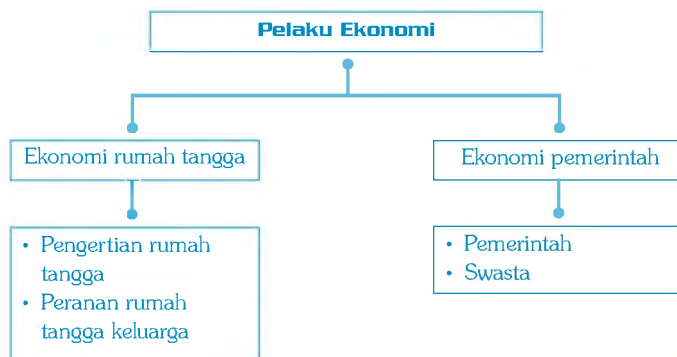 Pelaku Ekonomi
Ekonomi rumah tangga
Ekonomi pemerintah
• Pengertian rumah
tangga
• Peranan rumah
tangga keluarga
• Pemerintah
• Swasta